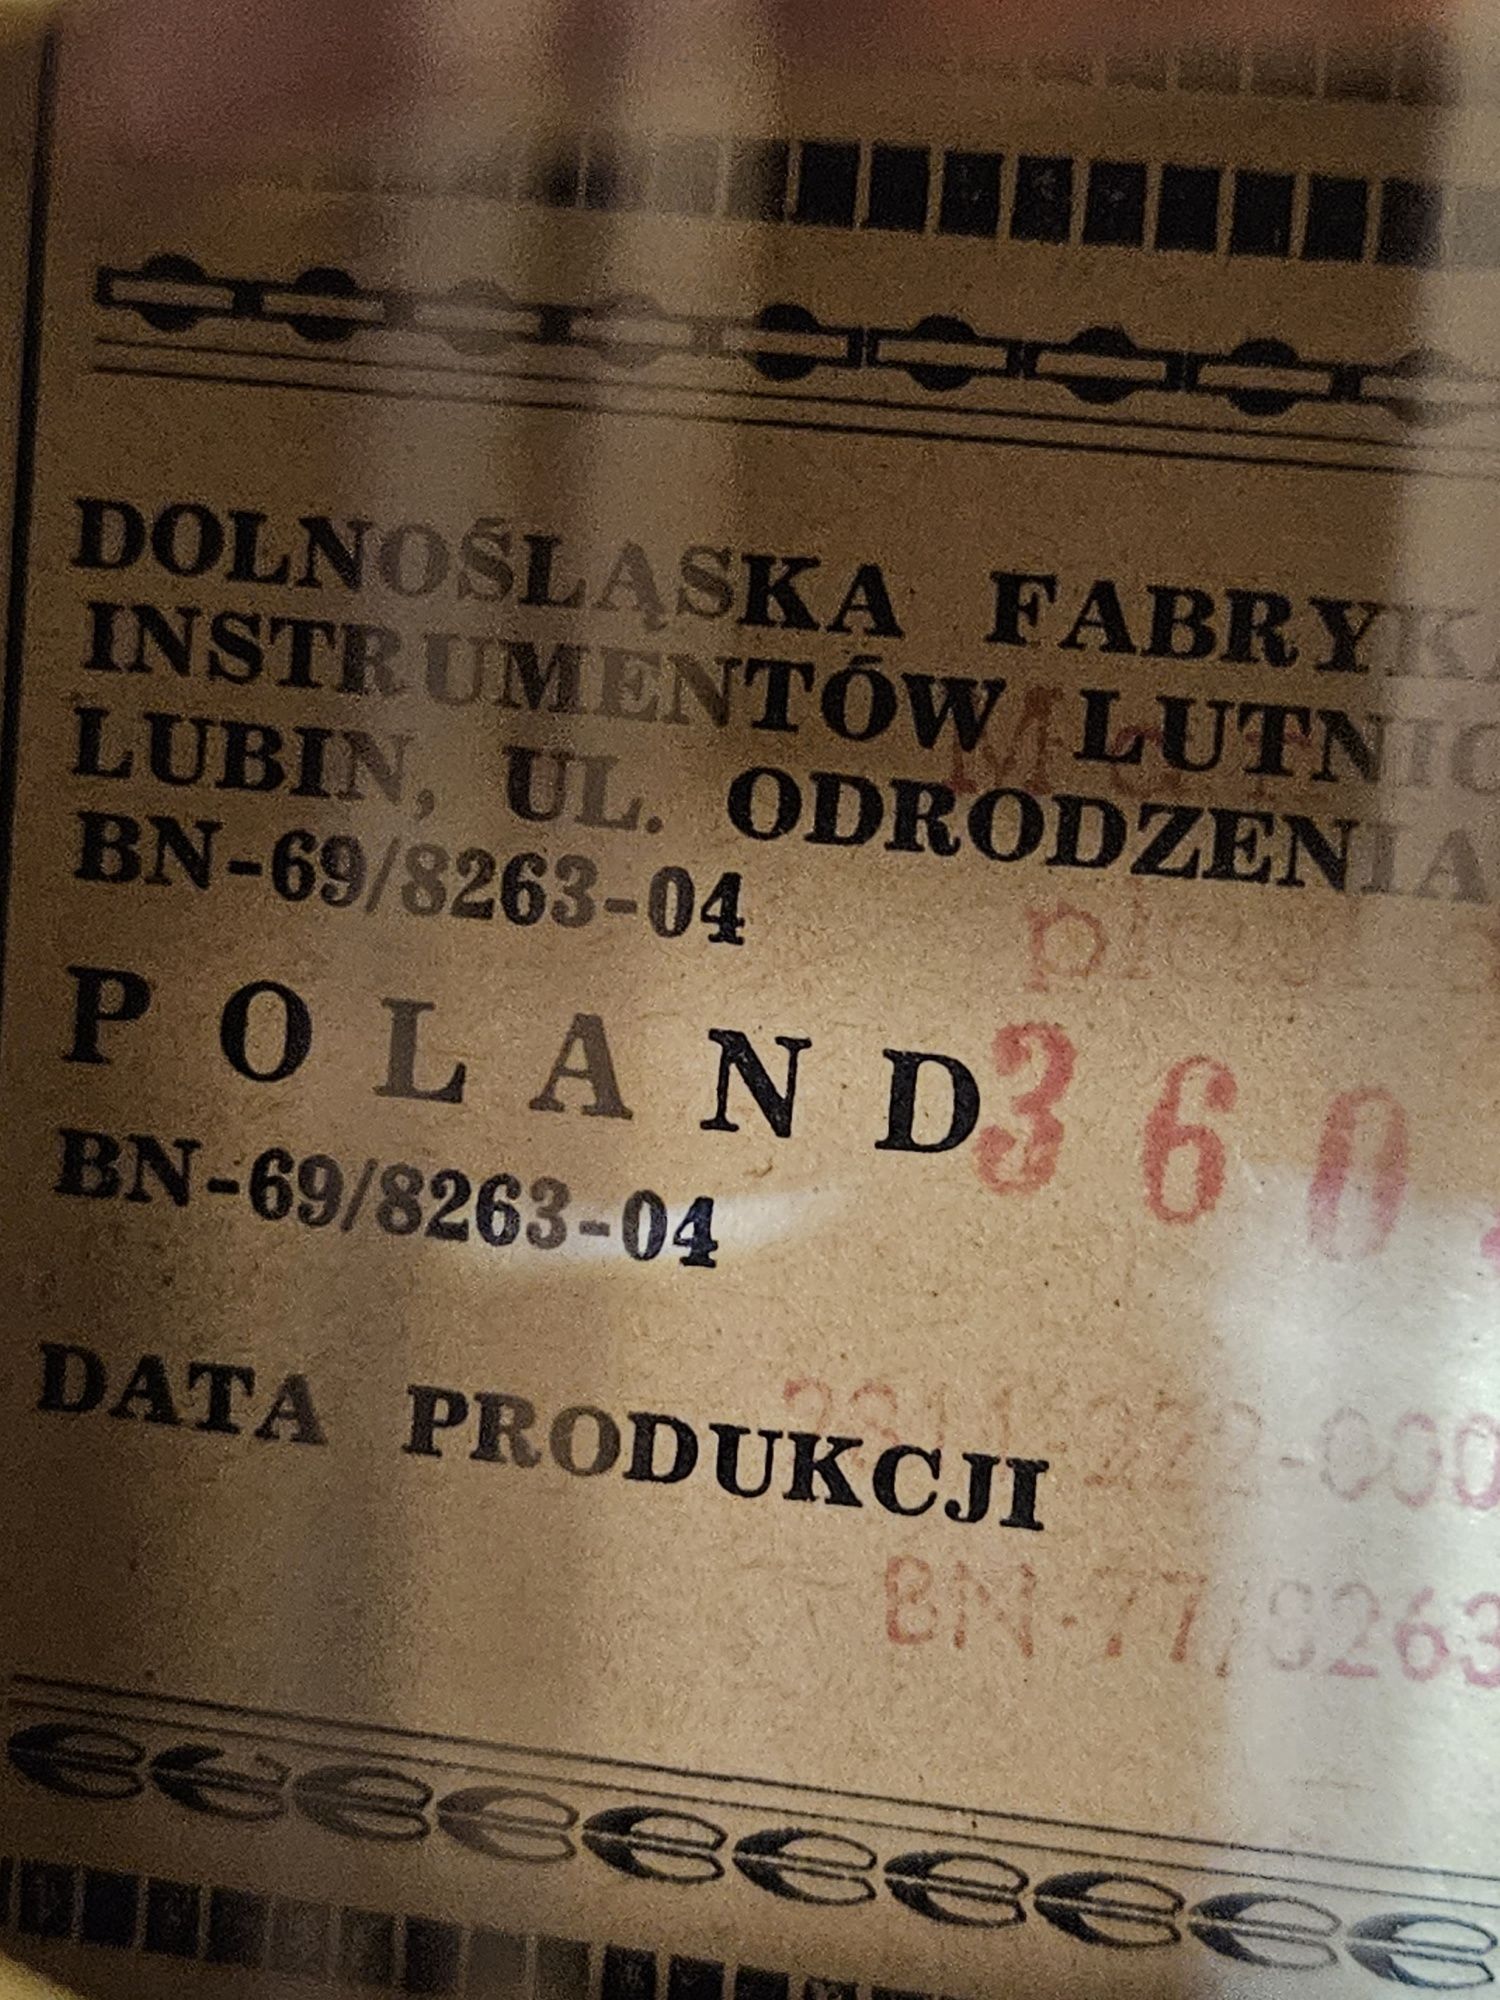 DOLNOŚLĄSKA FABRYK
INSTRUMENTÓW LUTNIC
LUBIN, UL. ODRODZENIA
BN-69/8263-04
POLAND 360
BN-69/8263-04
DATA PRODUKCJI
BN-77/8263